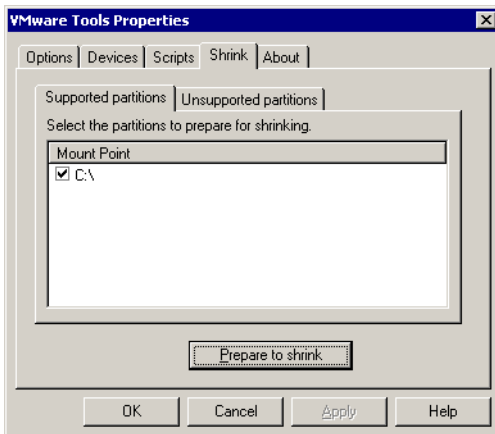 VMware Tools Properties
Options Devices Scripts Shrink About
Supported partitions Unsupported partitions
Select the partitions to prepare for shrinking.
Mount Point
C:\
Prepare to shrink
OK Cancel Apply Help